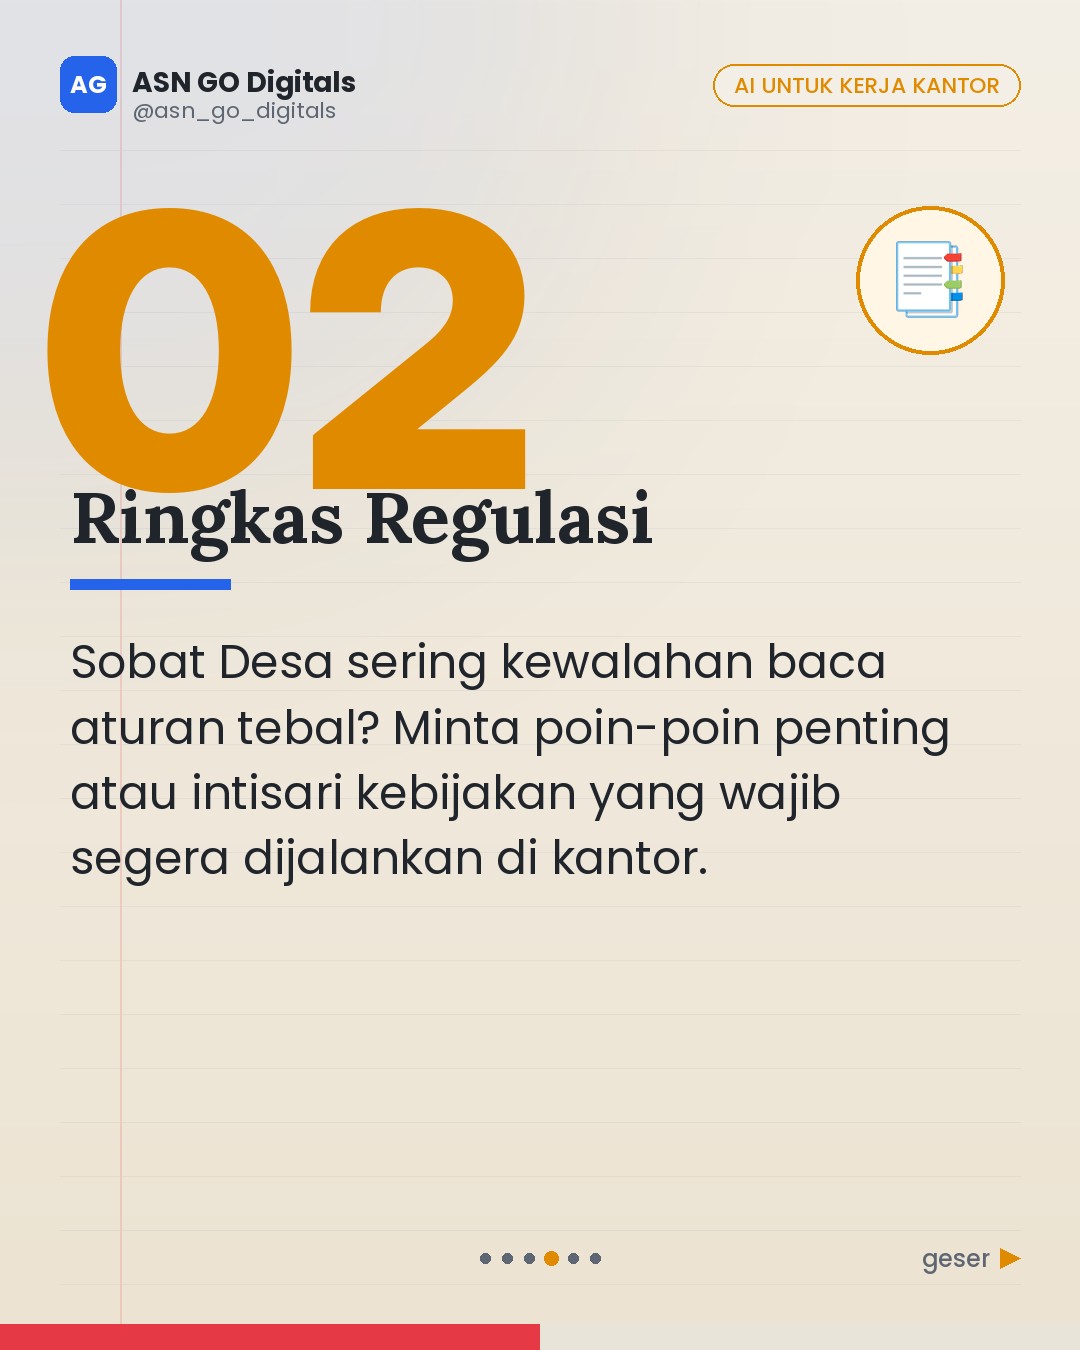 AG
ASN GO Digitals
@asn_go_digitals
AI UNTUK KERJA KANTOR
02
Ringkas Regulasi
Sobat Desa sering kewalahan baca
aturan tebal? Minta poin-poin penting
atau intisari kebijakan yang wajib
segera dijalankan di kantor.
geser